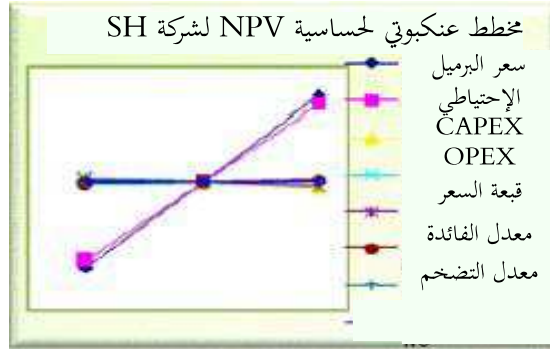 مخطط عنكبوتي لحساسية NPV لشركة SH
سعر البرميل
الإحتياطي
CAPEX
OPEX
قبعة السعر
معدل الفائدة
معدل التضخم